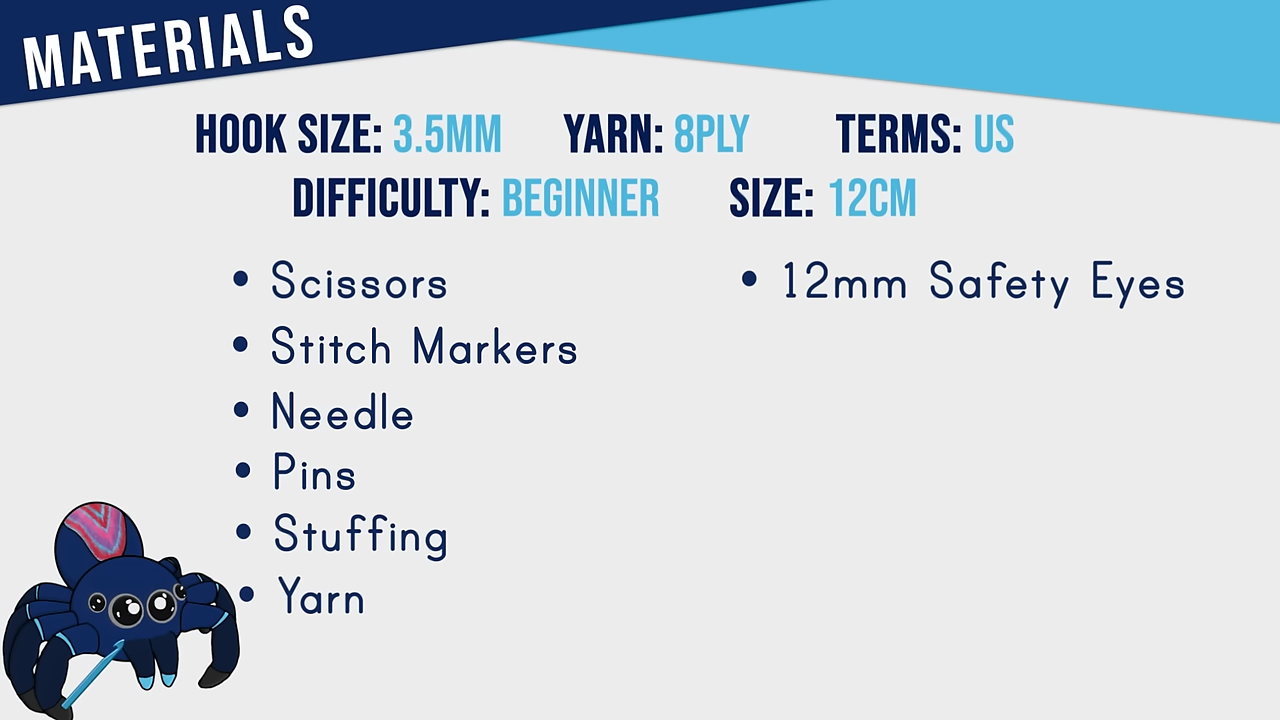 MATERIALS
HOOK SIZE: 3.5MM YARN: 8PLY TERMS: US
DIFFICULTY: BEGINNER SIZE: 12CM
• Scissors
• Stitch Markers
• Needle
• Pins
• Stuffing
• Yarn
• 12mm Safety Eyes